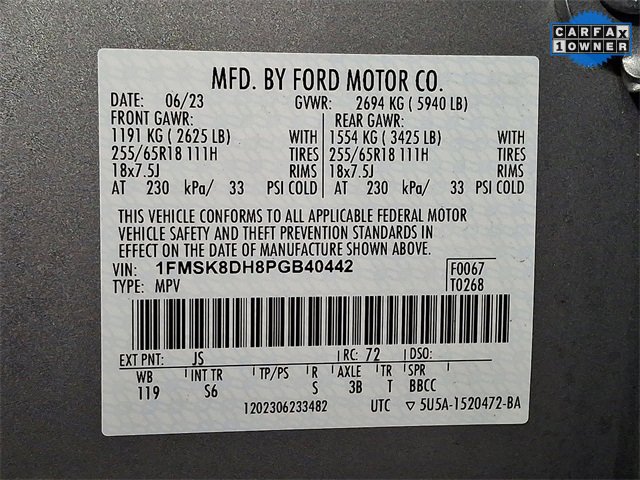 CARFAX
1 OWNER
MFD. BY FORD MOTOR CO.
DATE: 06/23 GVWR: 2694 KG ( 5940 LB)
FRONT GAWR: REAR GAWR:
1191 KG ( 2625 LB) WITH 1554 KG ( 3425 LB) WITH
255/65R18 111H TIRES 255/65R18 111H TIRES
18x7.5J RIMS 18x7.5J RIMS
AT 230 kPa/ 33 PSI COLD AT 230 kPa/ 33 PSI COLD
THIS VEHICLE CONFORMS TO ALL APPLICABLE FEDERAL MOTOR
VEHICLE SAFETY AND THEFT PREVENTION STANDARDS IN
EFFECT ON THE DATE OF MANUFACTURE SHOWN ABOVE.
VIN: 1FMSK8DH8PGB40442 F0067
TYPE: MPV T0268
EXT PNT: JS RC: 72 DSO:
WB INT TR TP/PS R AXLE TR SPR
119 S6 S 3B T BBCC
1202306233482 UTC ▽ 5U5A-1520472-BA